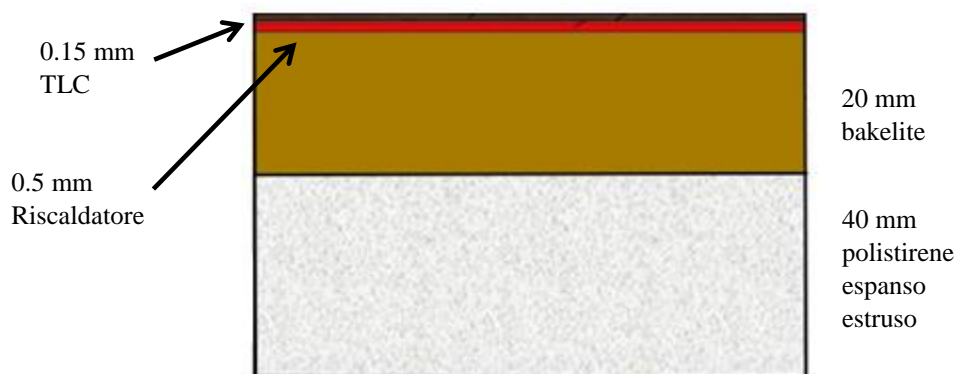 0.15 mm
TLC
0.5 mm
Riscaldatore
20 mm
bakelite
40 mm
polistirene
espanso
estruso